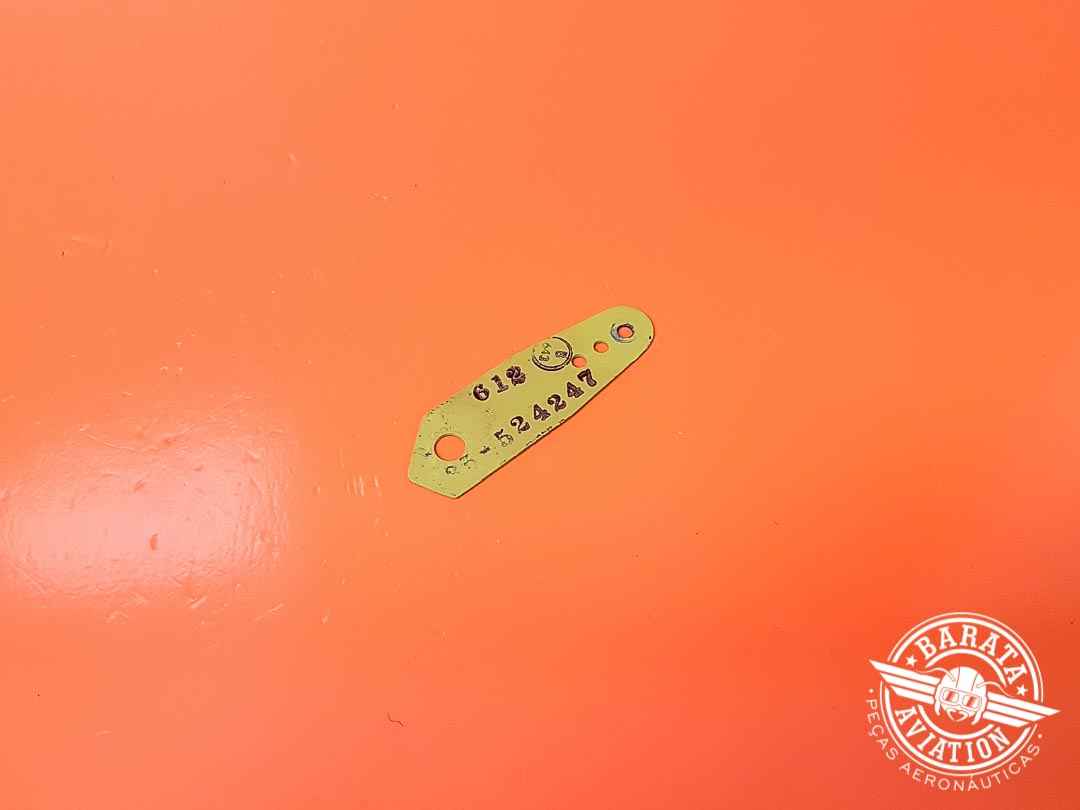 612
-524247
BARATA
AVIATION
• PEÇAS AERONÁUTICAS •